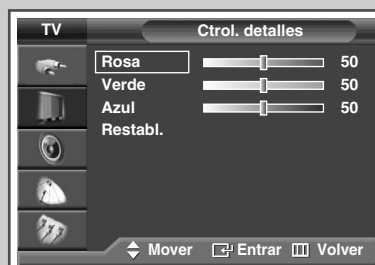 TV Ctrol. detalles
Rosa 50
Verde 50
Azul 50
Restabl.
Mover Entrar Volver